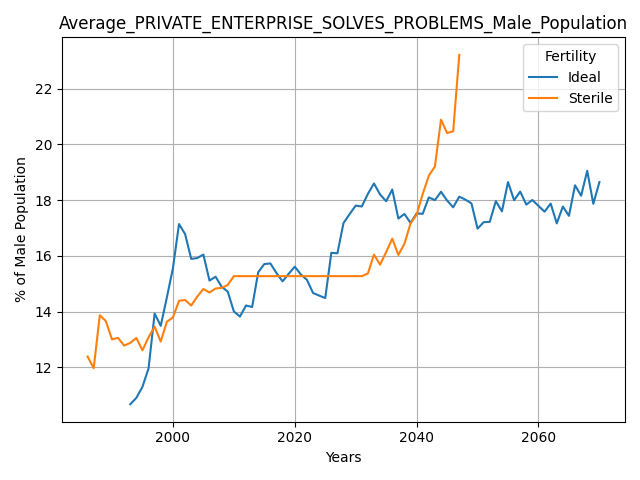 Average_PRIVATE_ENTERPRISE_SOLVES_PROBLEMS_Male_Population
Fertility
Ideal
Sterile
% of Male Population
22
20
18
16
14
12
2000 2020 2040 2060
Years